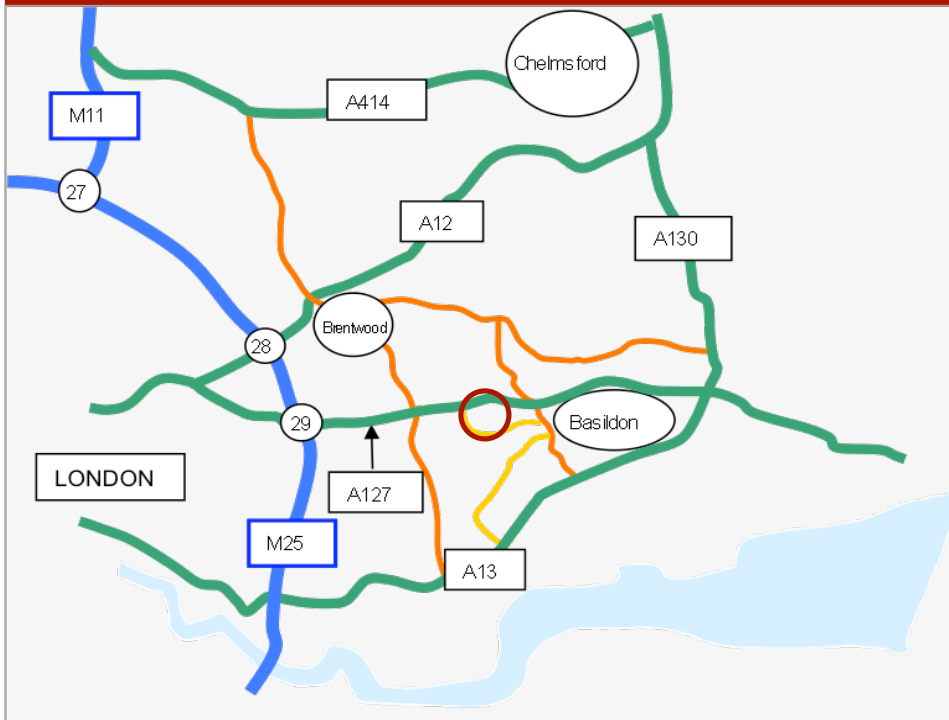 Chelmsford
A414
M11
27
A12
A130
Brentwood
28
29
Basildon
LONDON
A127
M25
A13